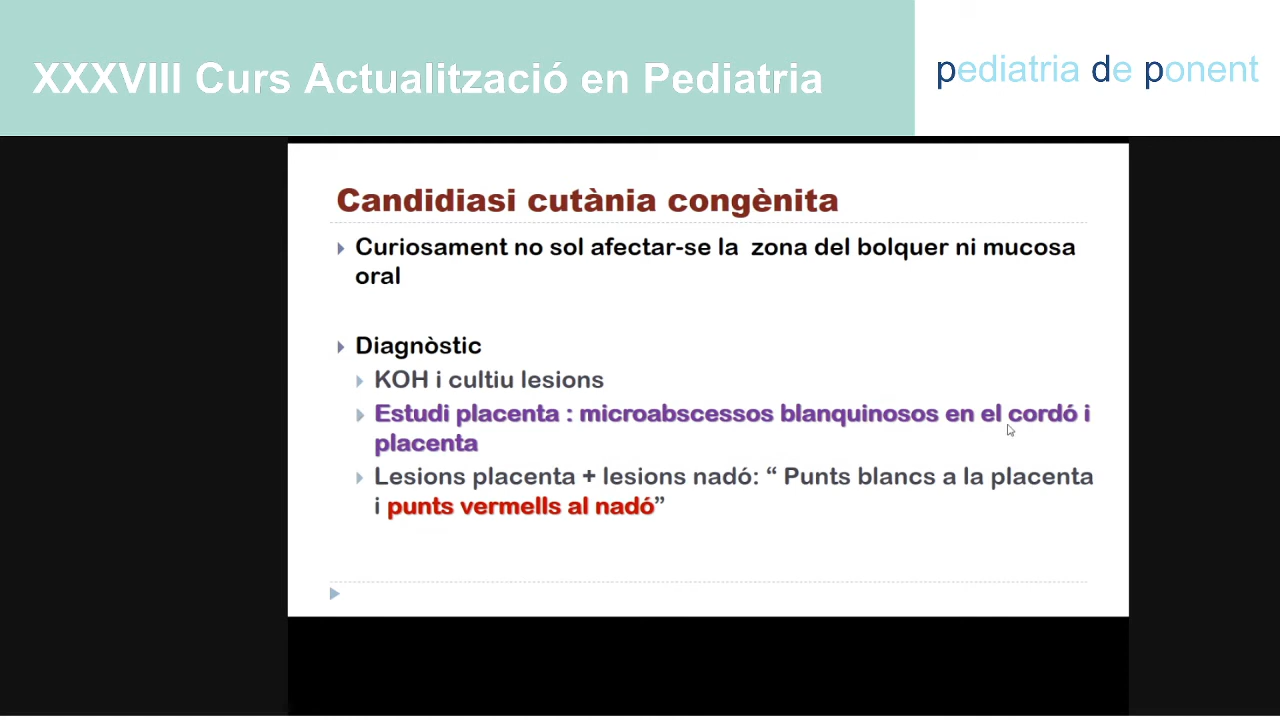 XXXVIII Curs Actualització en Pediatria
pediatria de ponent
Candidiasi cutània congènita
Curiosament no sol afectar-se la zona del bolquer ni mucosa
oral
Diagnòstic
KOH i cultiu lesions
Estudi placenta : microabscessos blanquinosos en el cordó i
placenta
Lesions placenta + lesions nadó: “ Punts blancs a la placenta
i punts vermells al nadó”